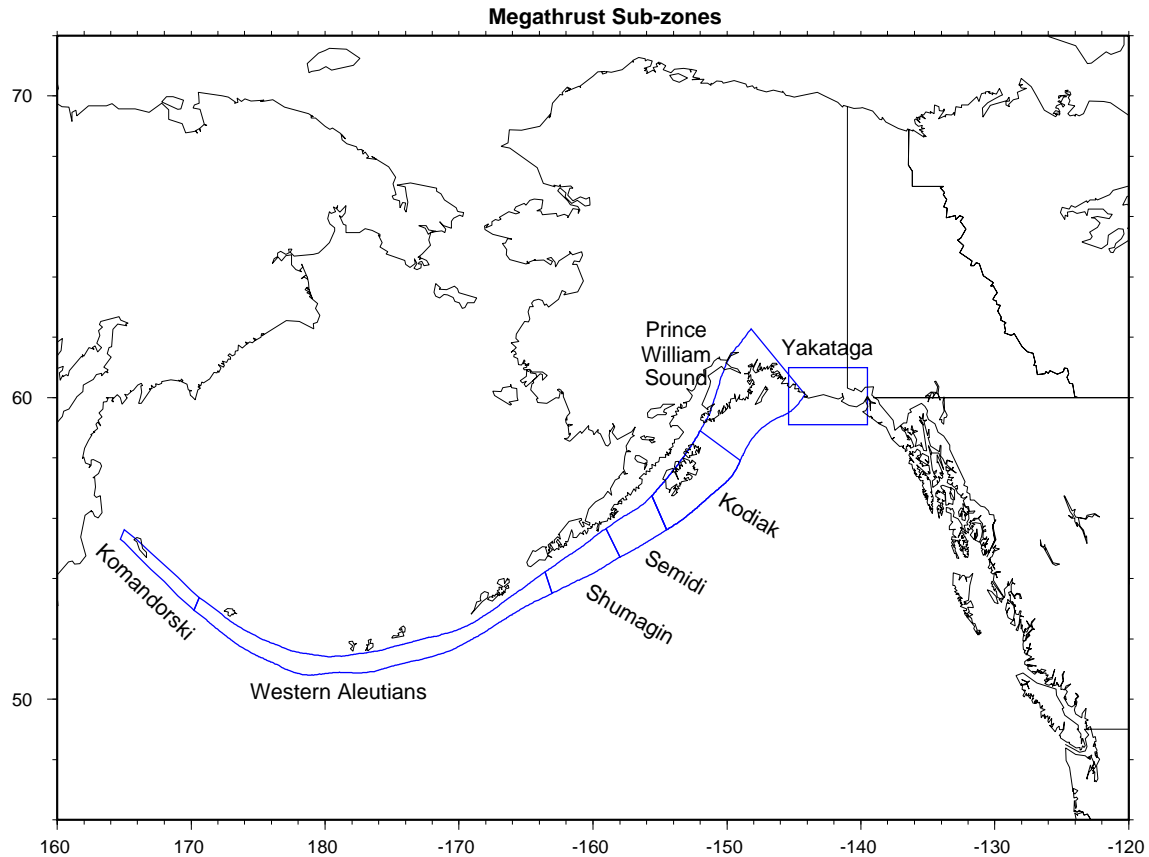 Megathrust Sub-zones
70
60
50
Prince
William
Sound
Yakataga
Kodiak
Semidi
Shumagin
Komandorski
Western Aleutians
160
170
180
-170
-160
-150
-140
-130
-120